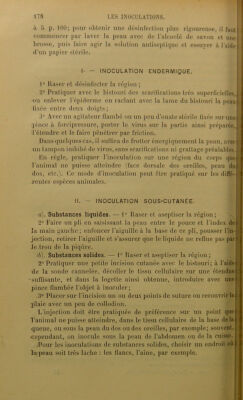 178 LES INOCULATIONS.
à 5 p. 100; pour obtenir une désinfection plus rigoureuse, il faut
commencer par laver la peau avec de l'alcoolé de savon et une
brosse, puis faire agir la solution antiseptique et essuyer à l'aide
d'un papier stérile.
I. — INOCULATION ENDERMIQUE.
1° Raser et désinfecter la région;
2° Pratiquer avec le bistouri des scarifications très superficielles,
ou enlever l'épiderme en raclant avec la lame du bistouri la peau
fixée entre deux doigts;
3° Avec un agitateur flambé ou un peu d'ouate stérile fixée sur une
pince à forcipressure, porter le virus sur la partie ainsi préparée,
l'étendre et le faire pénétrer par friction.
Dans quelques cas, il suffira de frotter énergiquement la peau, avec
un tampon imbibé de virus, sans scarifications ni grattage préalables.
En règle, pratiquer l'inoculation sur une région du corps que
l'animal ne puisse atteindre (face dorsale des oreilles, peau du
dos, etc.). Ce mode d'inoculation peut être pratiqué sur les diffé-
rentes espèces animales.
II. — INOCULATION SOUS-CUTANÉE.
a). Substances liquides. — 1° Raser et aseptiser la région;
2° Faire un pli en saisissant la peau entre le pouce et l'index de
la main gauche; enfoncer l'aiguille à la base de ce pli, pousser l'in-
jection, retirer l'aiguille et s'assurer que le liquide ne reflue pas par
le trou de la piqûre.
b). Substances solides. — 1° Raser et aseptiser la région;
2° Pratiquer une petite incision cutanée avec le bistouri; à l'aide
de la sonde cannelée, décoller le tissu cellulaire sur une étendue
suffisante, et dans la logette ainsi obtenue, introduire avec une
pince flambée l'objet à inoculer;
3° Placer sur l'incision un ou deux points de suture ou recouvrir la
plaie avec un peu de collodion.
L'injection doit être pratiquée de préférence sur un point que
l'animal ne puisse atteindre, dans le tissu cellulaire de la base de la
queue, ou sous la peau du dos ou des oreilles, par exemple; souvent,
cependant, on inocule sous la peau de l'abdomen ou de la cuisse.
Pour les inoculations de substances solides, choisir un endroit où
la peau soit très lâche : les flancs, l'aine, par exemple.